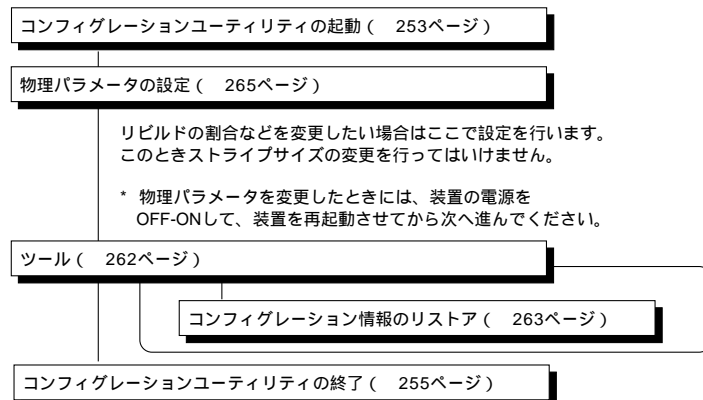 コンフィグレーションユーティリティの起動(　253ページ)
物理パラメータの設定(　265ページ)
リビルドの割合などを変更したい場合はここで設定を行います。
このときストライプサイズの変更を行ってはいけません。
* 物理パラメータを変更したときには、装置の電源を
OFF-ONして、装置を再起動させてから次へ進んでください。
ツール(　262ページ)
コンフィグレーション情報のリストア(　263ページ)
コンフィグレーションユーティリティの終了(　255ページ)